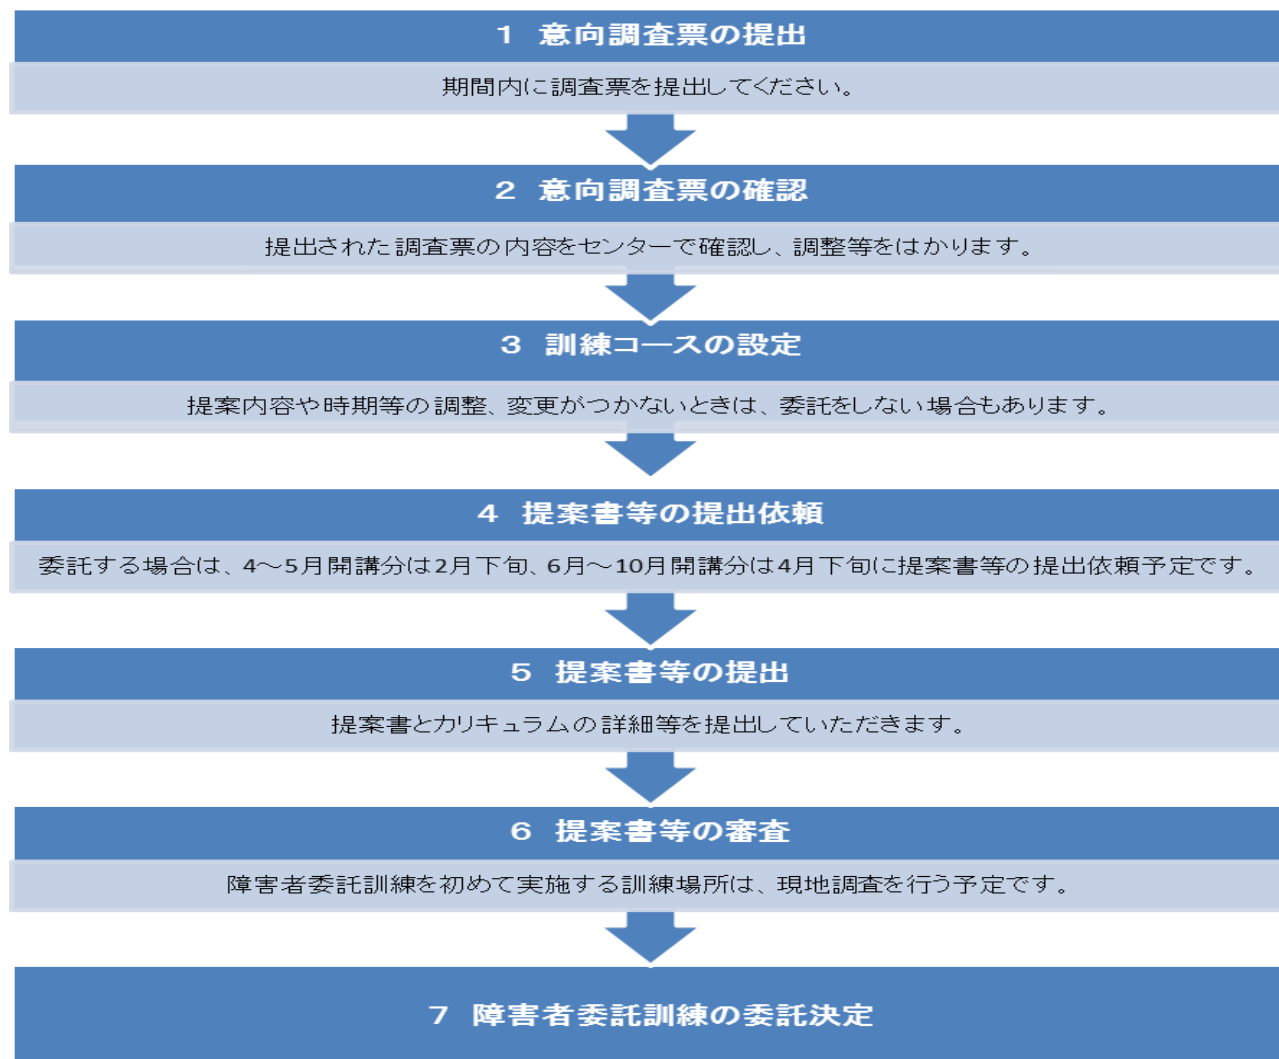 1 意向調査票の提出
期間内に調査票を提出してください。
2 意向調査票の確認
提出された調査票の内容をセンターで確認し、調整等をはかります。
3 訓練コースの設定
提案内容や時期等の調整、変更がつかないときは、委託をしない場合もあります。
4 提案書等の提出依頼
委託する場合は、4～5月開講分は2月下旬、6月～10月開講分は4月下旬に提案書等の提出依頼予定です。
5 提案書等の提出
提案書とカリキュラムの詳細等を提出していただきます。
6 提案書等の審査
障害者委託訓練を初めて実施する訓練場所は、現地調査を行う予定です。
7 障害者委託訓練の委託決定